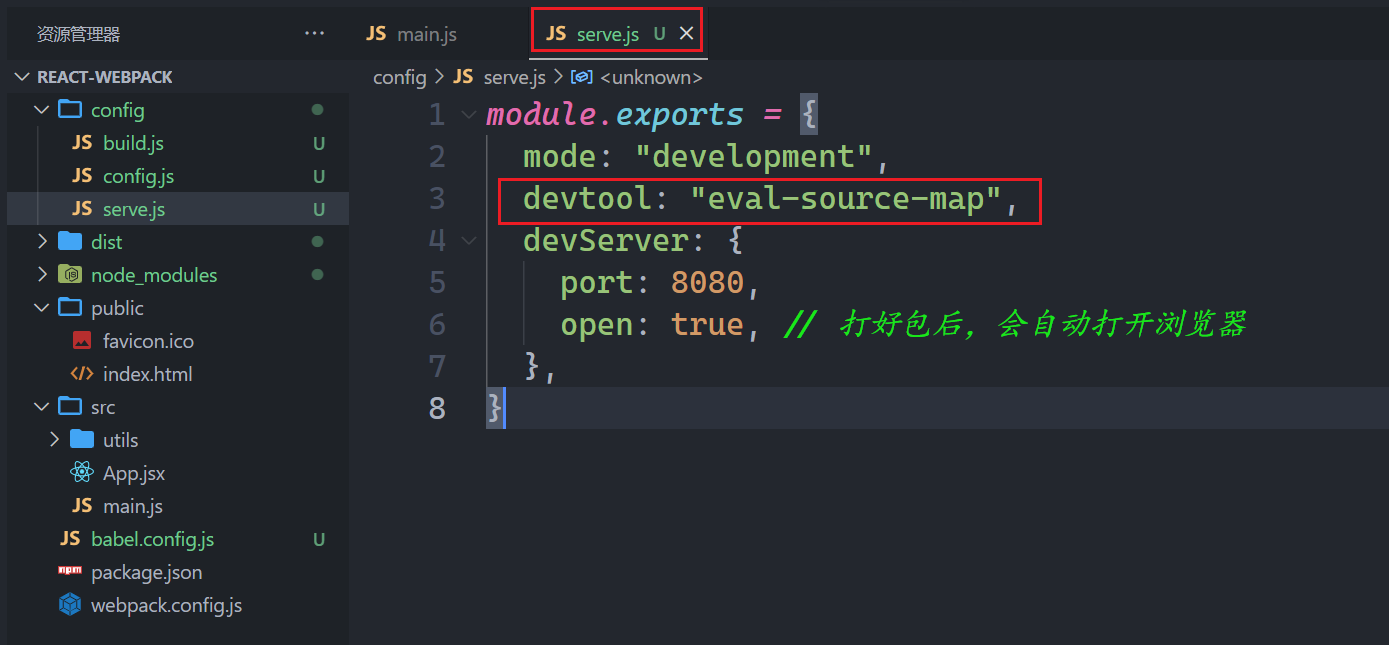 资源管理器 ···
REACT-WEBPACK
config
JS build.js U
JS config.js U
JS serve.js U
dist
node_modules
public
favicon.ico
index.html
src
utils
App.jsx
JS main.js
JS babel.config.js U
npm package.json
webpack.config.js
JS main.js JS serve.js U
config > JS serve.js > <unknown>
1 module.exports = {
2 mode: "development",
3 devtool: "eval-source-map",
4 devServer: {
5 port: 8080,
6 open: true, // 打好包后，会自动打开浏览器
7 },
8 }